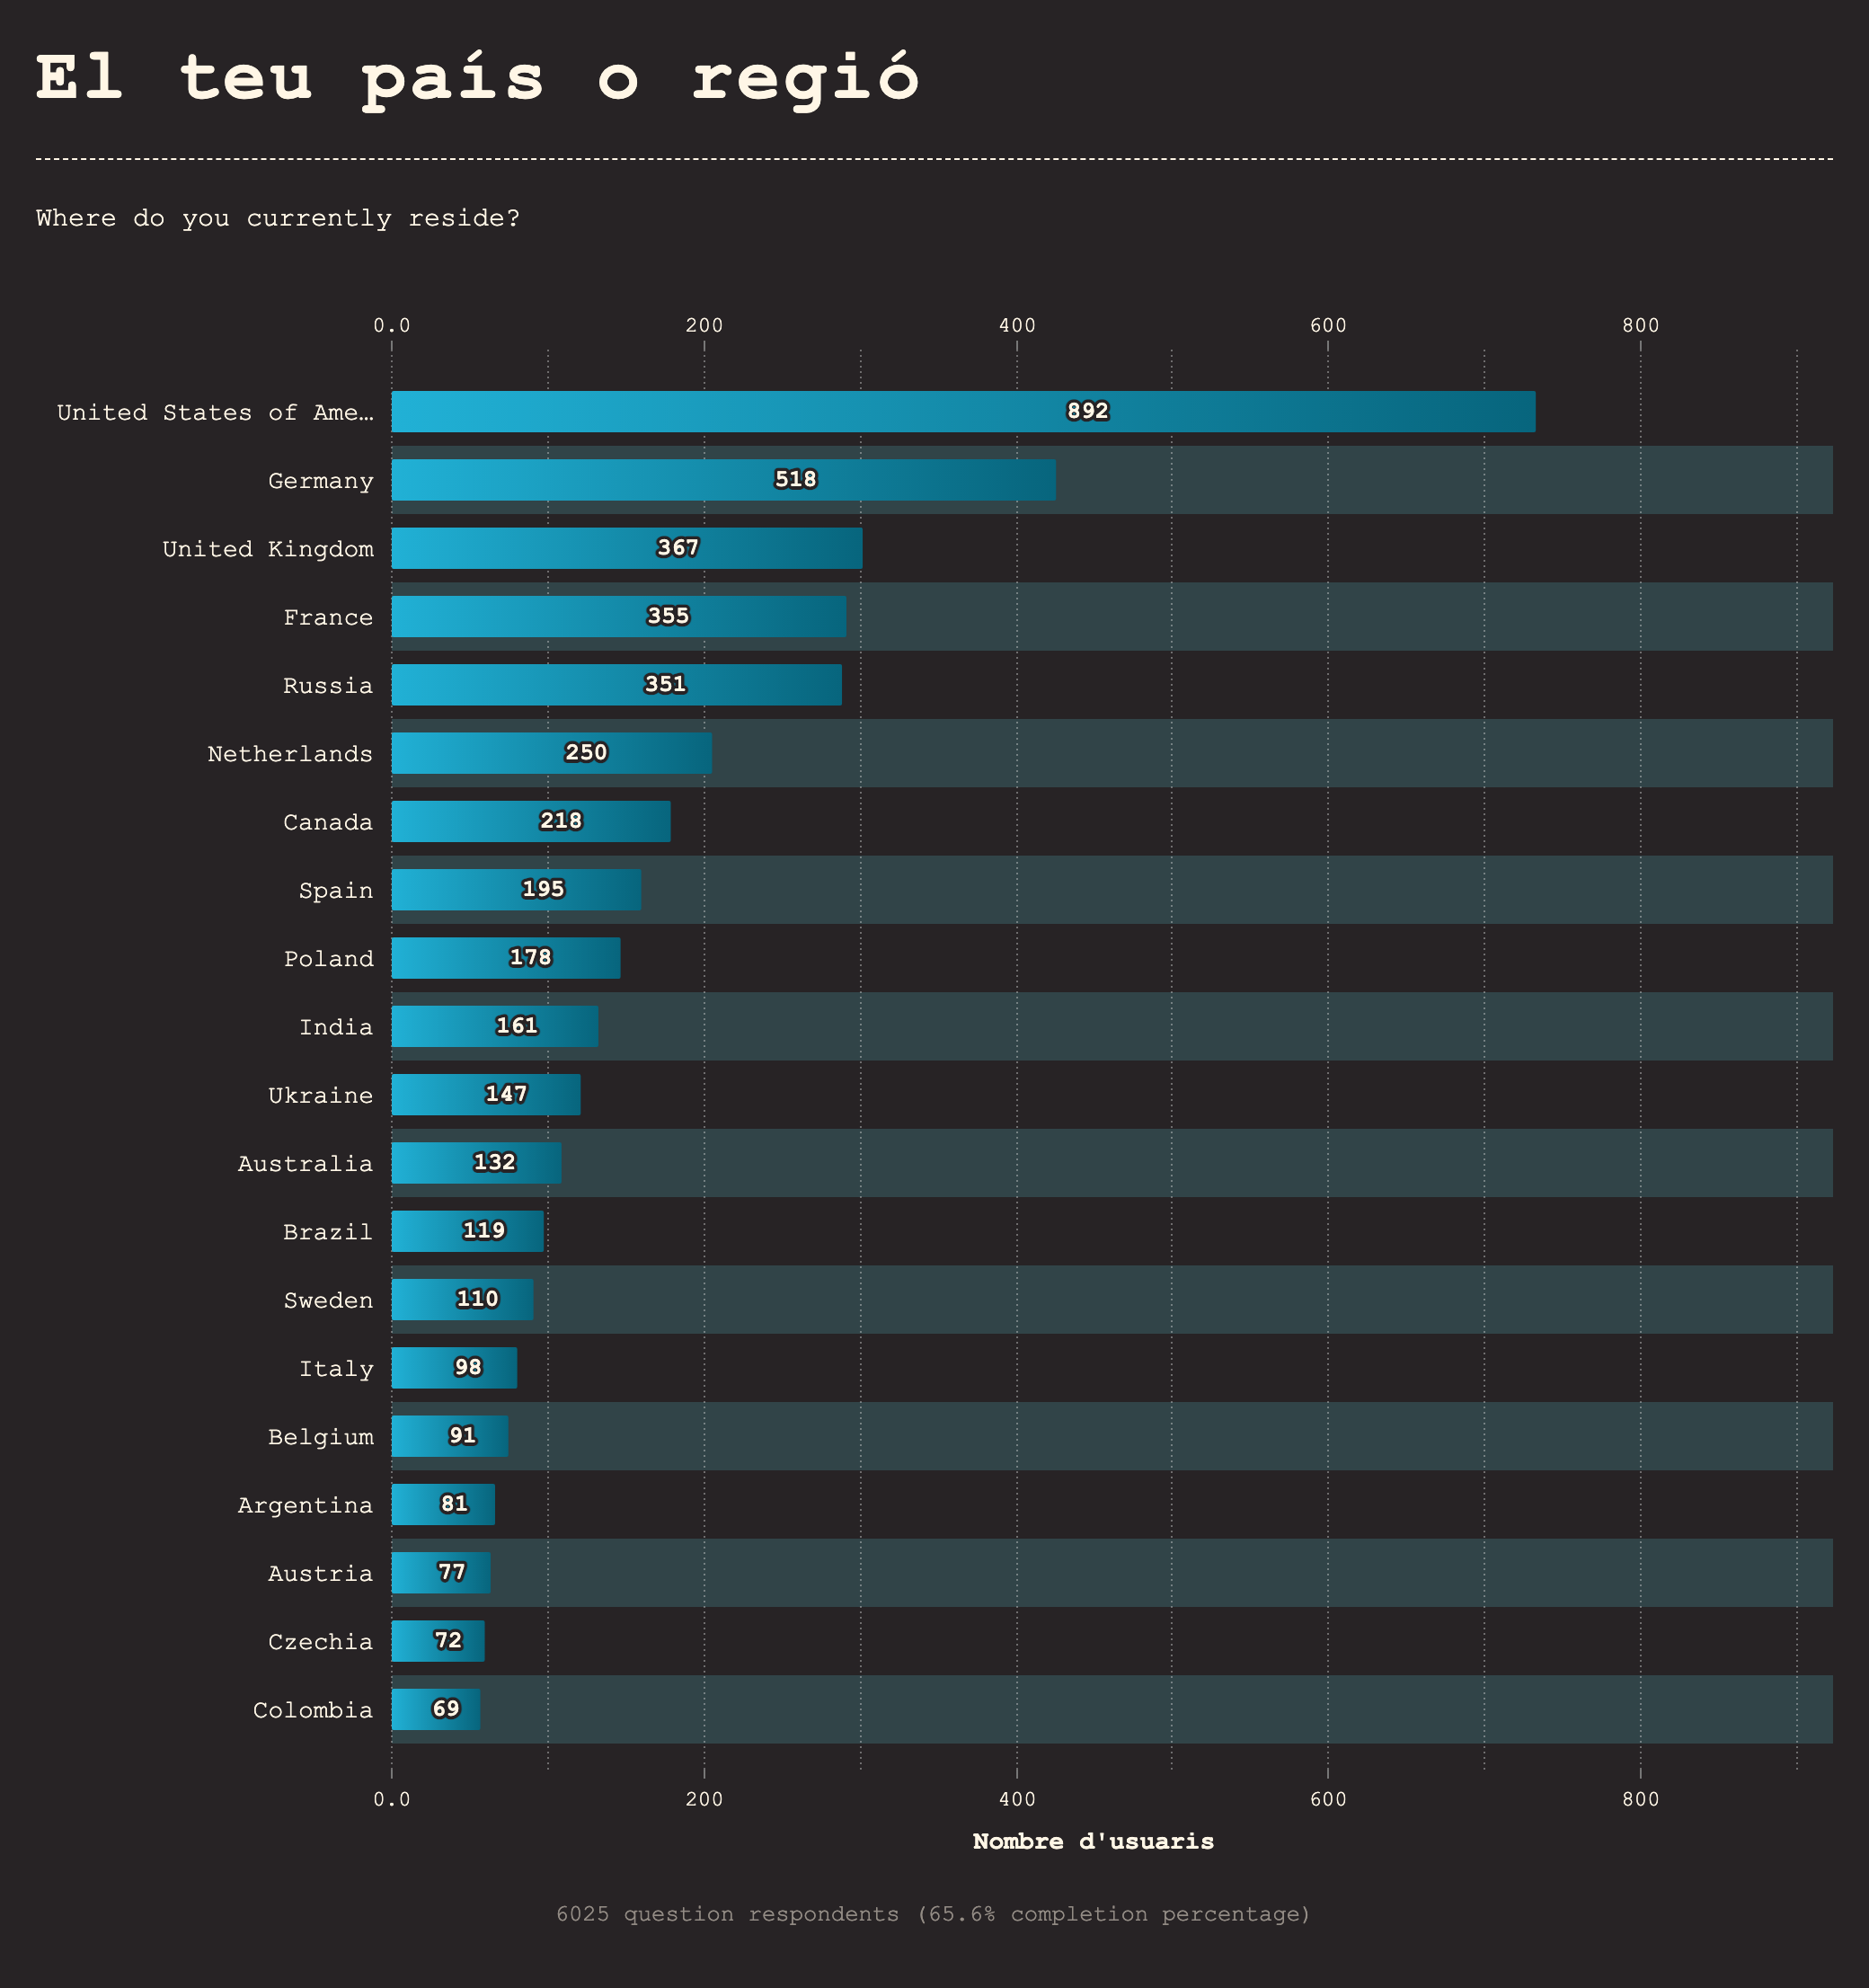 El teu país o regió
Where do you currently reside?
0.0 200 400 600 800
United States of Ame… 892
Germany 518
United Kingdom 367
France 355
Russia 351
Netherlands 250
Canada 218
Spain 195
Poland 178
India 161
Ukraine 147
Australia 132
Brazil 119
Sweden 110
Italy 98
Belgium 91
Argentina 81
Austria 77
Czechia 72
Colombia 69
0.0 200 400 600 800
Nombre d'usuaris
6025 question respondents (65.6% completion percentage)